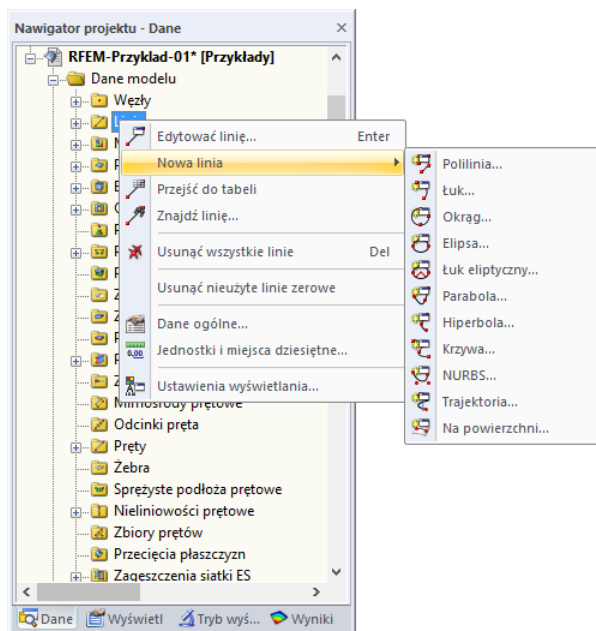 Nawigator projektu - Dane
RFEM-Przyklad-01* [Przykłady]
Dane modelu
Węzły
Edytować linię... Enter
Nowa linia
Przejść do tabeli
Znajdź linię...
Usunąć wszystkie linie Del
Usunąć nieużyte linie zerowe
Dane ogólne...
0,00 Jednostki i miejsca dziesiętne...
Ustawienia wyświetlania...
Polilinia...
Łuk...
Okrąg...
Elipsa...
Łuk eliptyczny...
Parabola...
Hiperbola...
Krzywa...
NURBS...
Trajektoria...
Na powierzchni...
Mimośrody prętowe
Odcinki pręta
Pręty
Żebra
Sprężyste podłoża prętowe
Nieliniowości prętowe
Zbiory prętów
Przecięcia płaszczyzn
Zagęszczenia siatki ES
Dane Wyświetl Tryb wyś... Wyniki